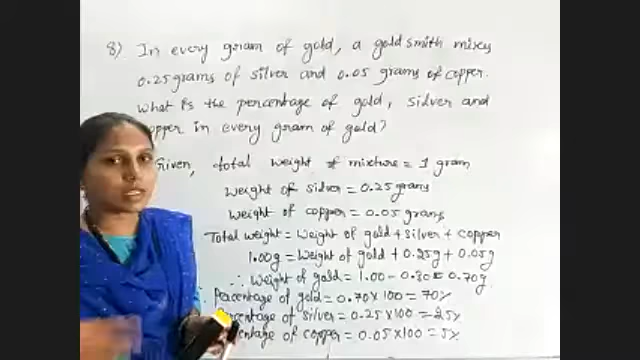 8) In every gram of gold, a goldsmith mixes
0.25 grams of silver and 0.05 grams of copper.
What is the percentage of gold, silver and
opper in every gram of gold?
Given, total weight of mixture = 1 gram
Weight of silver = 0.25 grams
Weight of copper = 0.05 grams
Total weight = Weight of gold + silver + copper
1.00g = Weight of gold + 0.25g + 0.05g
∴ Weight of gold = 1.00 - 0.30 = 0.70g
Percentage of gold = 0.70 x 100 = 70%
ercentage of silver = 0.25 x 100 = 25%
centage of copper = 0.05 x 100 = 5%